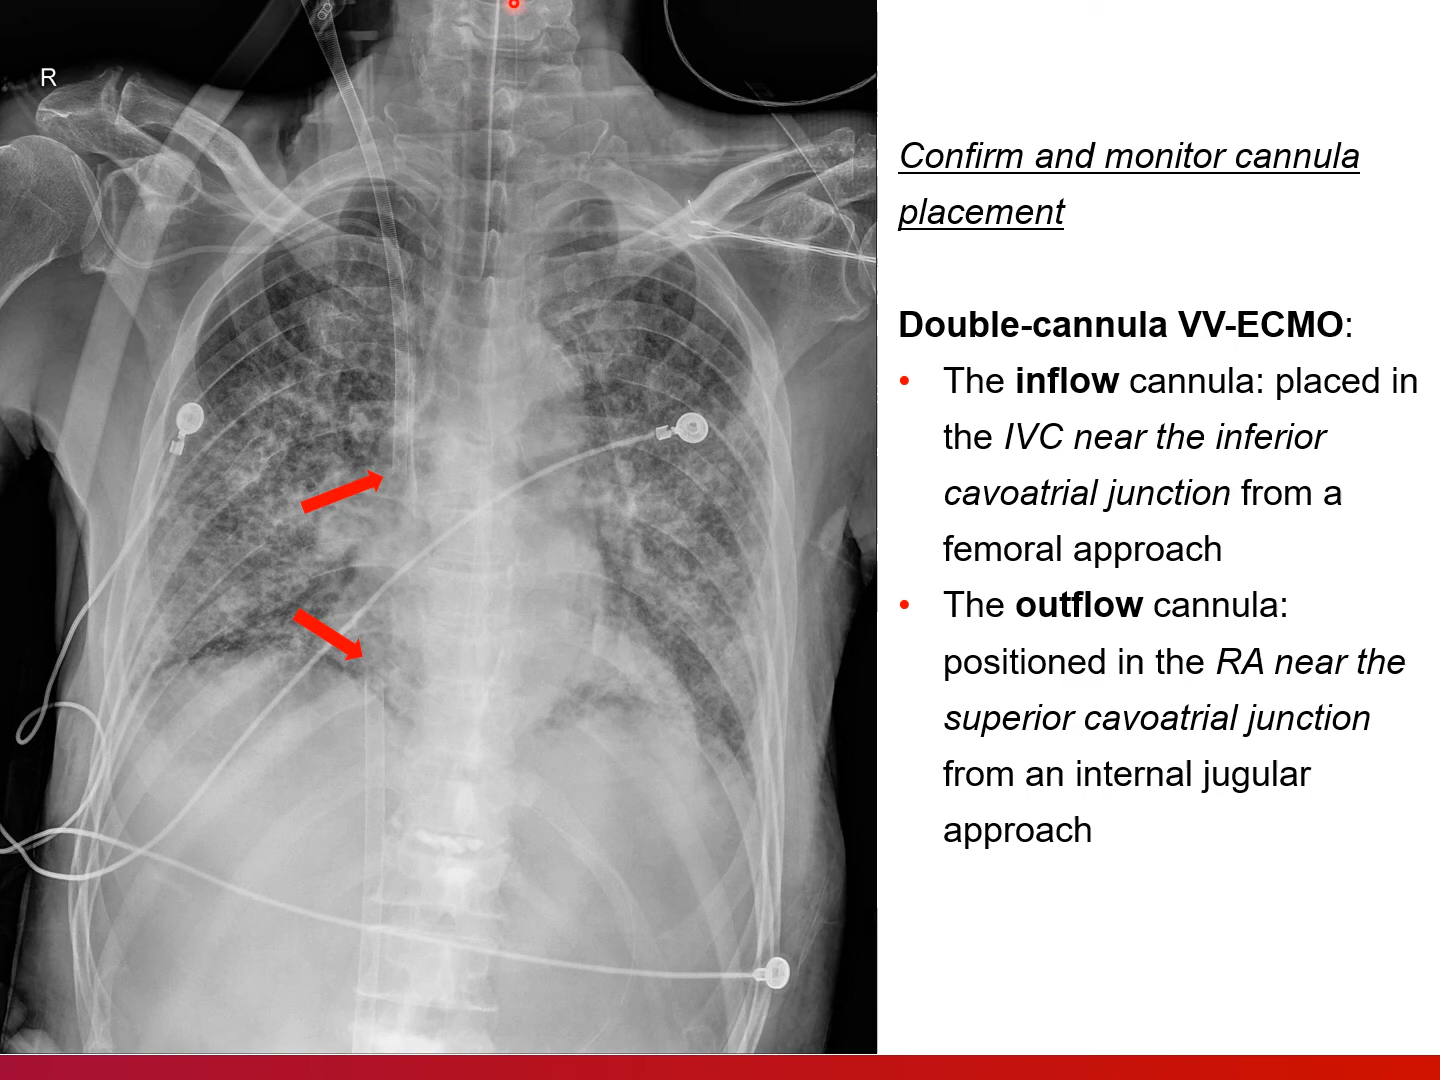 R
Confirm and monitor cannula
placement
Double-cannula VV-ECMO:
• The inflow cannula: placed in
the IVC near the inferior
cavoatrial junction from a
femoral approach
• The outflow cannula:
positioned in the RA near the
superior cavoatrial junction
from an internal jugular
approach